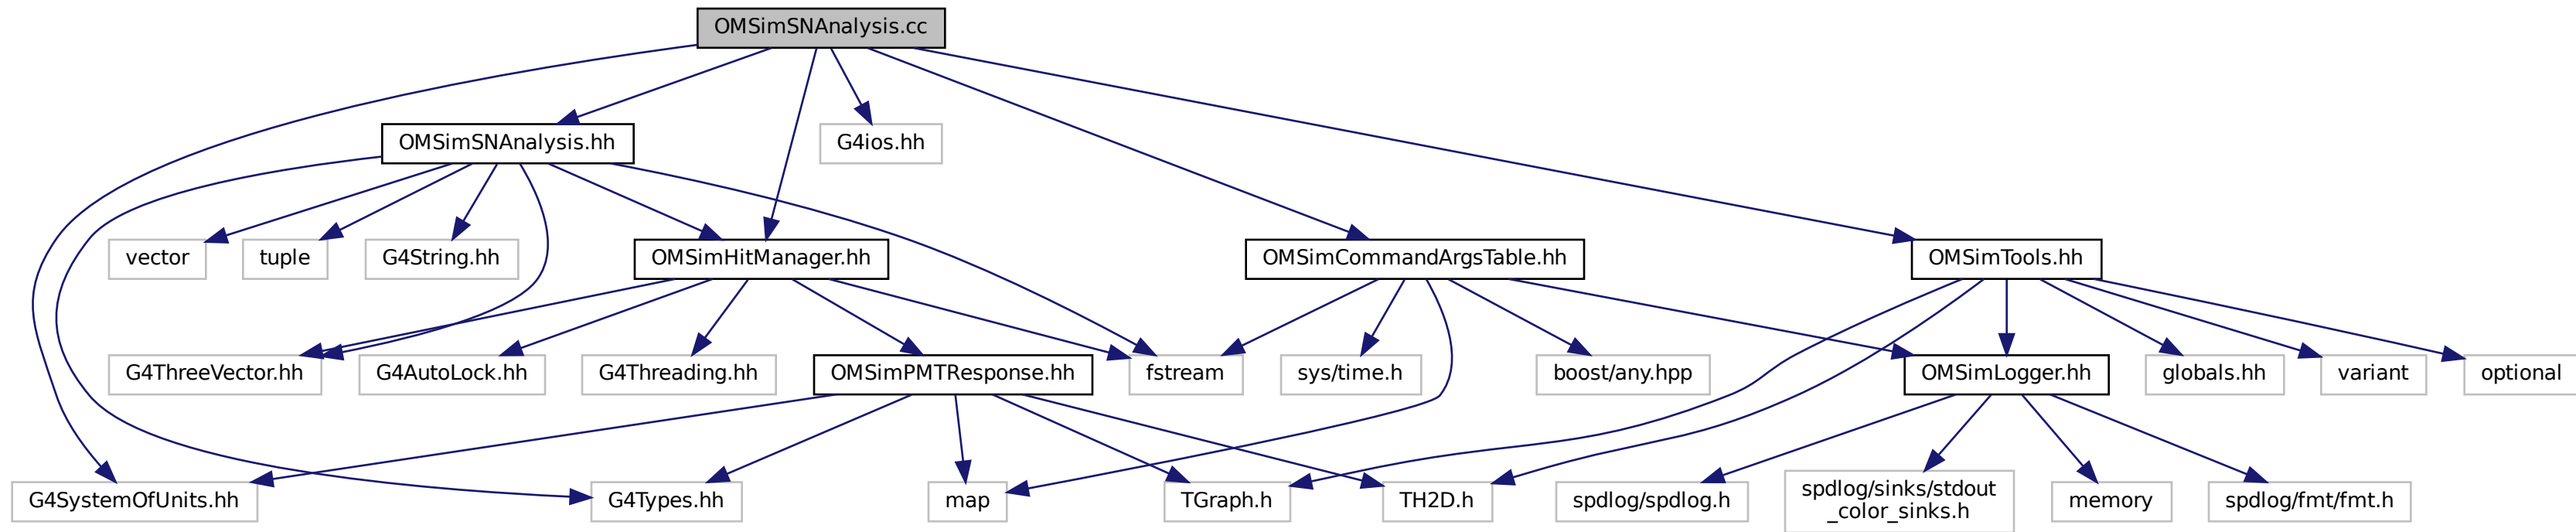 OMSimSNAnalysis.cc
OMSimSNAnalysis.hh
G4ios.hh
vector
tuple
G4String.hh
OMSimHitManager.hh
OMSimCommandArgsTable.hh
OMSimTools.hh
G4ThreeVector.hh
G4AutoLock.hh
G4Threading.hh
OMSimPMTResponse.hh
fstream
sys/time.h
boost/any.hpp
OMSimLogger.hh
globals.hh
variant
optional
G4SystemOfUnits.hh
G4Types.hh
map
TGraph.h
TH2D.h
spdlog/spdlog.h
spdlog/sinks/stdout
_color_sinks.h
memory
spdlog/fmt/fmt.h